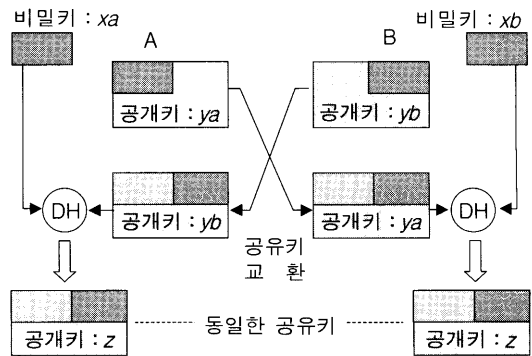 비밀키 : xa
비밀키 : xb
A
B
공개키 : ya
공개키 : yb
DH
공개키 : yb
공개키 : ya
DH
공유키
교 환
공개키 : z
동일한 공유키
공개키 : z